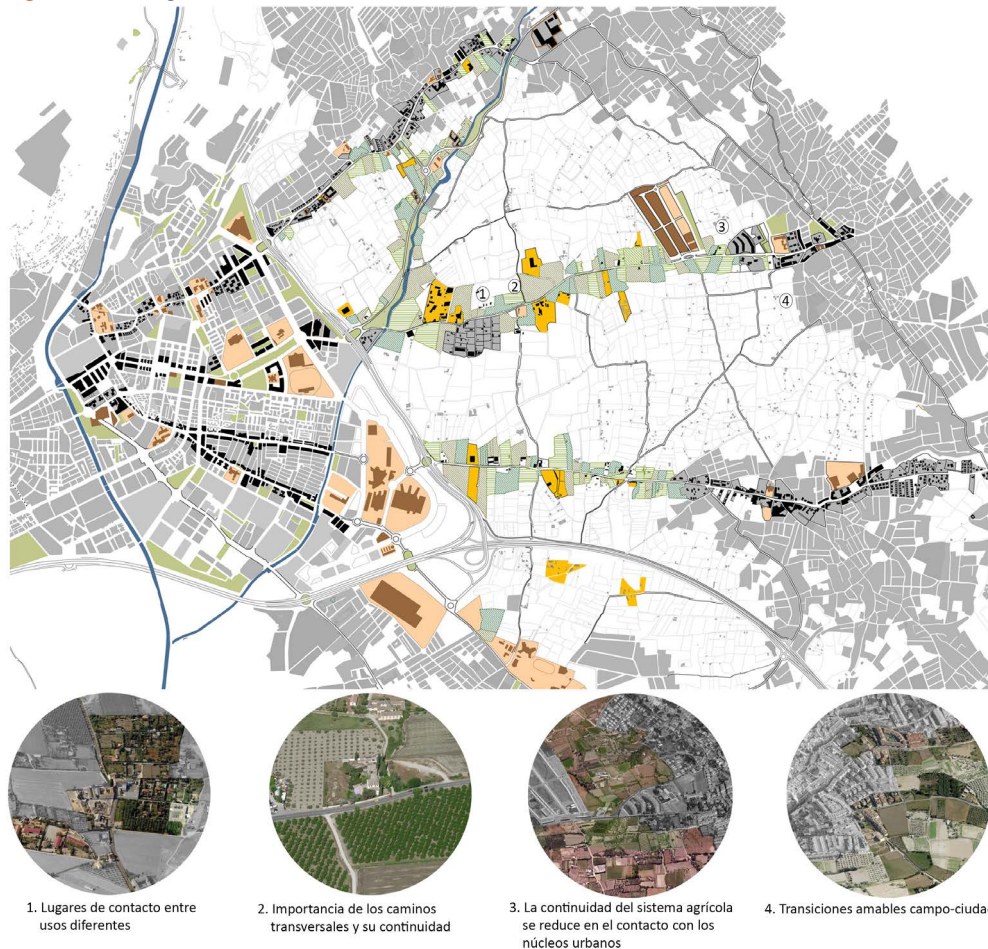 ①
②
③
④
1. Lugares de contacto entre
usos diferentes
2. Importancia de los caminos
transversales y su continuidad
3. La continuidad del sistema agrícola
se reduce en el contacto con los
núcleos urbanos
4. Transiciones amables campo-ciuda